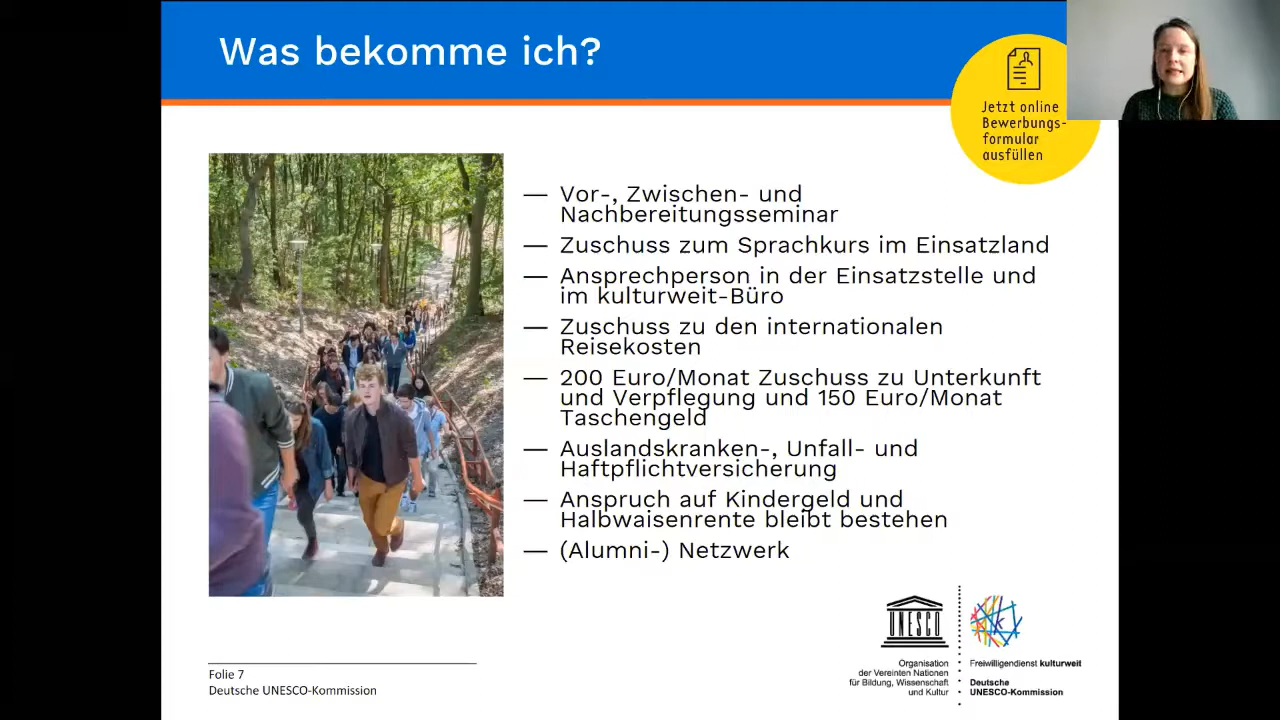 Was bekomme ich?
Jetzt online
Bewerbungs-
formular
ausfüllen
— Vor-, Zwischen- und
Nachbereitungsseminar
— Zuschuss zum Sprachkurs im Einsatzland
— Ansprechperson in der Einsatzstelle und
im kulturweit-Büro
— Zuschuss zu den internationalen
Reisekosten
— 200 Euro/Monat Zuschuss zu Unterkunft
und Verpflegung und 150 Euro/Monat
Taschengeld
— Auslandskranken-, Unfall- und
Haftpflichtversicherung
— Anspruch auf Kindergeld und
Halbwaisenrente bleibt bestehen
— (Alumni-) Netzwerk
Folie 7
Deutsche UNESCO-Kommission
UNESCO
Organisation
der Vereinten Nationen
für Bildung, Wissenschaft
und Kultur
k
Freiwilligendienst kulturweit
Deutsche
UNESCO-Kommission